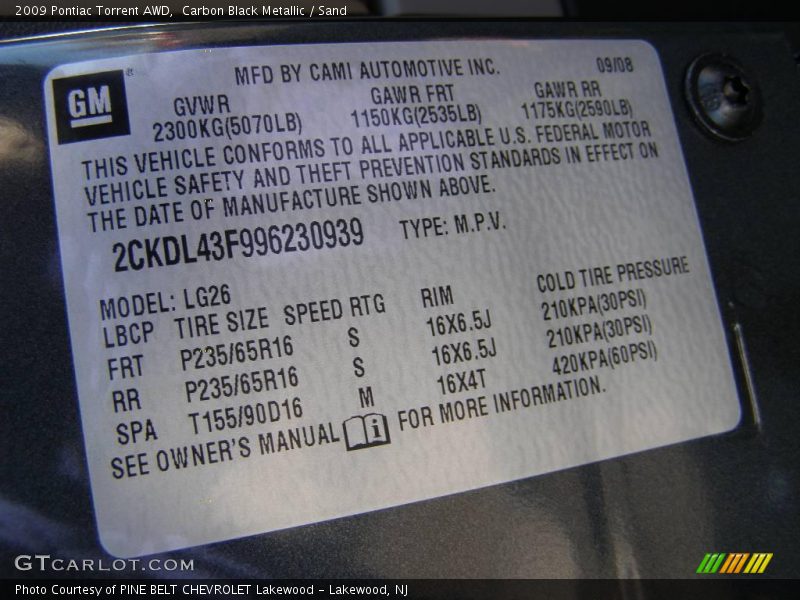 2009 Pontiac Torrent AWD, Carbon Black Metallic / Sand
GM®
MFD BY CAMI AUTOMOTIVE INC. 09/08
GVWR GAWR FRT GAWR RR
2300KG(5070LB) 1150KG(2535LB) 1175KG(2590LB)
THIS VEHICLE CONFORMS TO ALL APPLICABLE U.S. FEDERAL MOTOR
VEHICLE SAFETY AND THEFT PREVENTION STANDARDS IN EFFECT ON
THE DATE OF MANUFACTURE SHOWN ABOVE.
2CKDL43F996230939 TYPE: M.P.V.
MODEL: LG26
LBCP TIRE SIZE SPEED RTG RIM COLD TIRE PRESSURE
FRT P235/65R16 S 16X6.5J 210KPA(30PSI)
RR P235/65R16 S 16X6.5J 210KPA(30PSI)
SPA T155/90D16 M 16X4T 420KPA(60PSI)
SEE OWNER'S MANUAL i FOR MORE INFORMATION.
GTCARLOT.COM
Photo Courtesy of PINE BELT CHEVROLET Lakewood - Lakewood, NJ